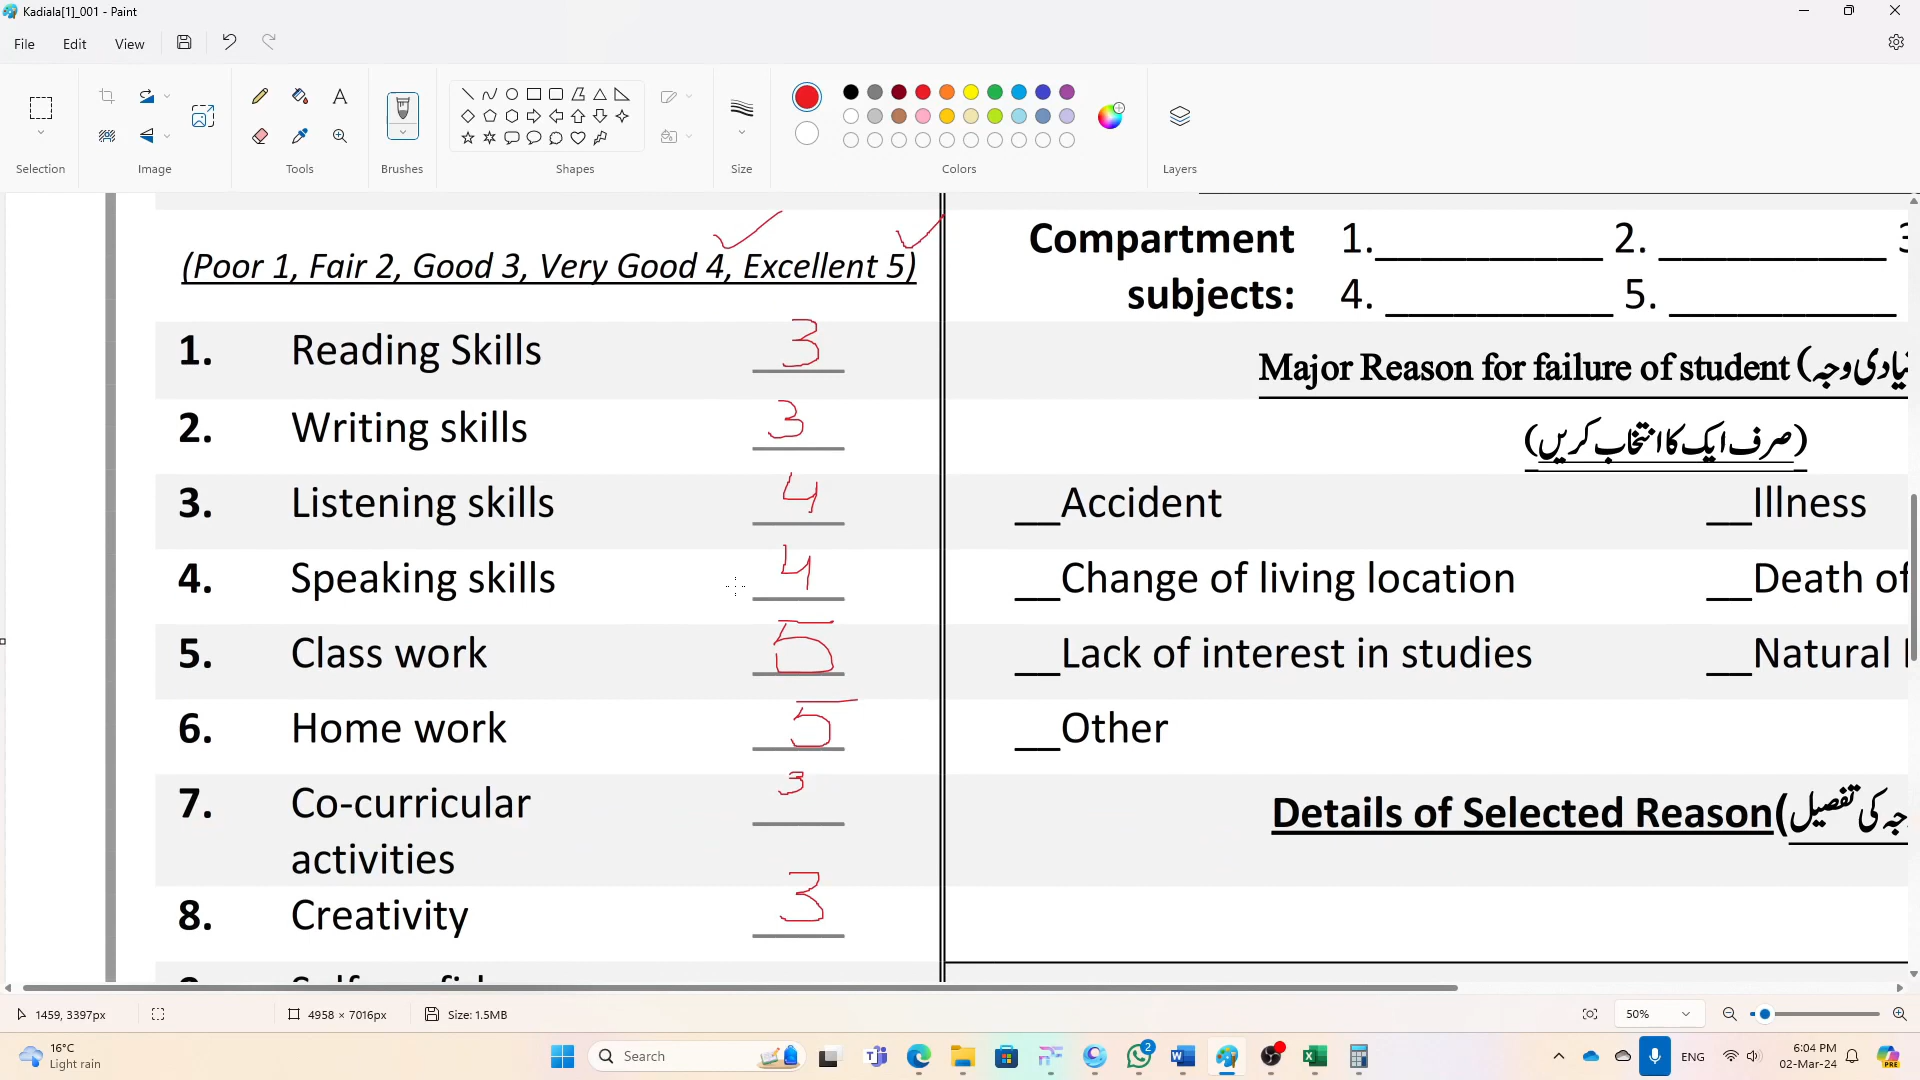 Kadiala[1]_001 - Paint
File Edit View
Selection Image Tools Brushes Shapes Size Colors Layers
(Poor 1, Fair 2, Good 3, Very Good 4, Excellent 5)
1. Reading Skills 3
2. Writing skills 3
3. Listening skills 4
4. Speaking skills 4
5. Class work 5
6. Home work 5
7. Co-curricular activities 3
8. Creativity 3
Compartment subjects: 1.__________ 2. __________
4. __________ 5. __________
Major Reason for failure of student (
(صرف ایک کا انتخاب کریں)
__Accident __Illness
__Change of living location __Death of
__Lack of interest in studies __Natural
__Other
Details of Selected Reason(
1459, 3397px 4958 × 7016px Size: 1.5MB 50%
16°C
Light rain
Search
2
ENG
6:04 PM
02-Mar-24
PRE